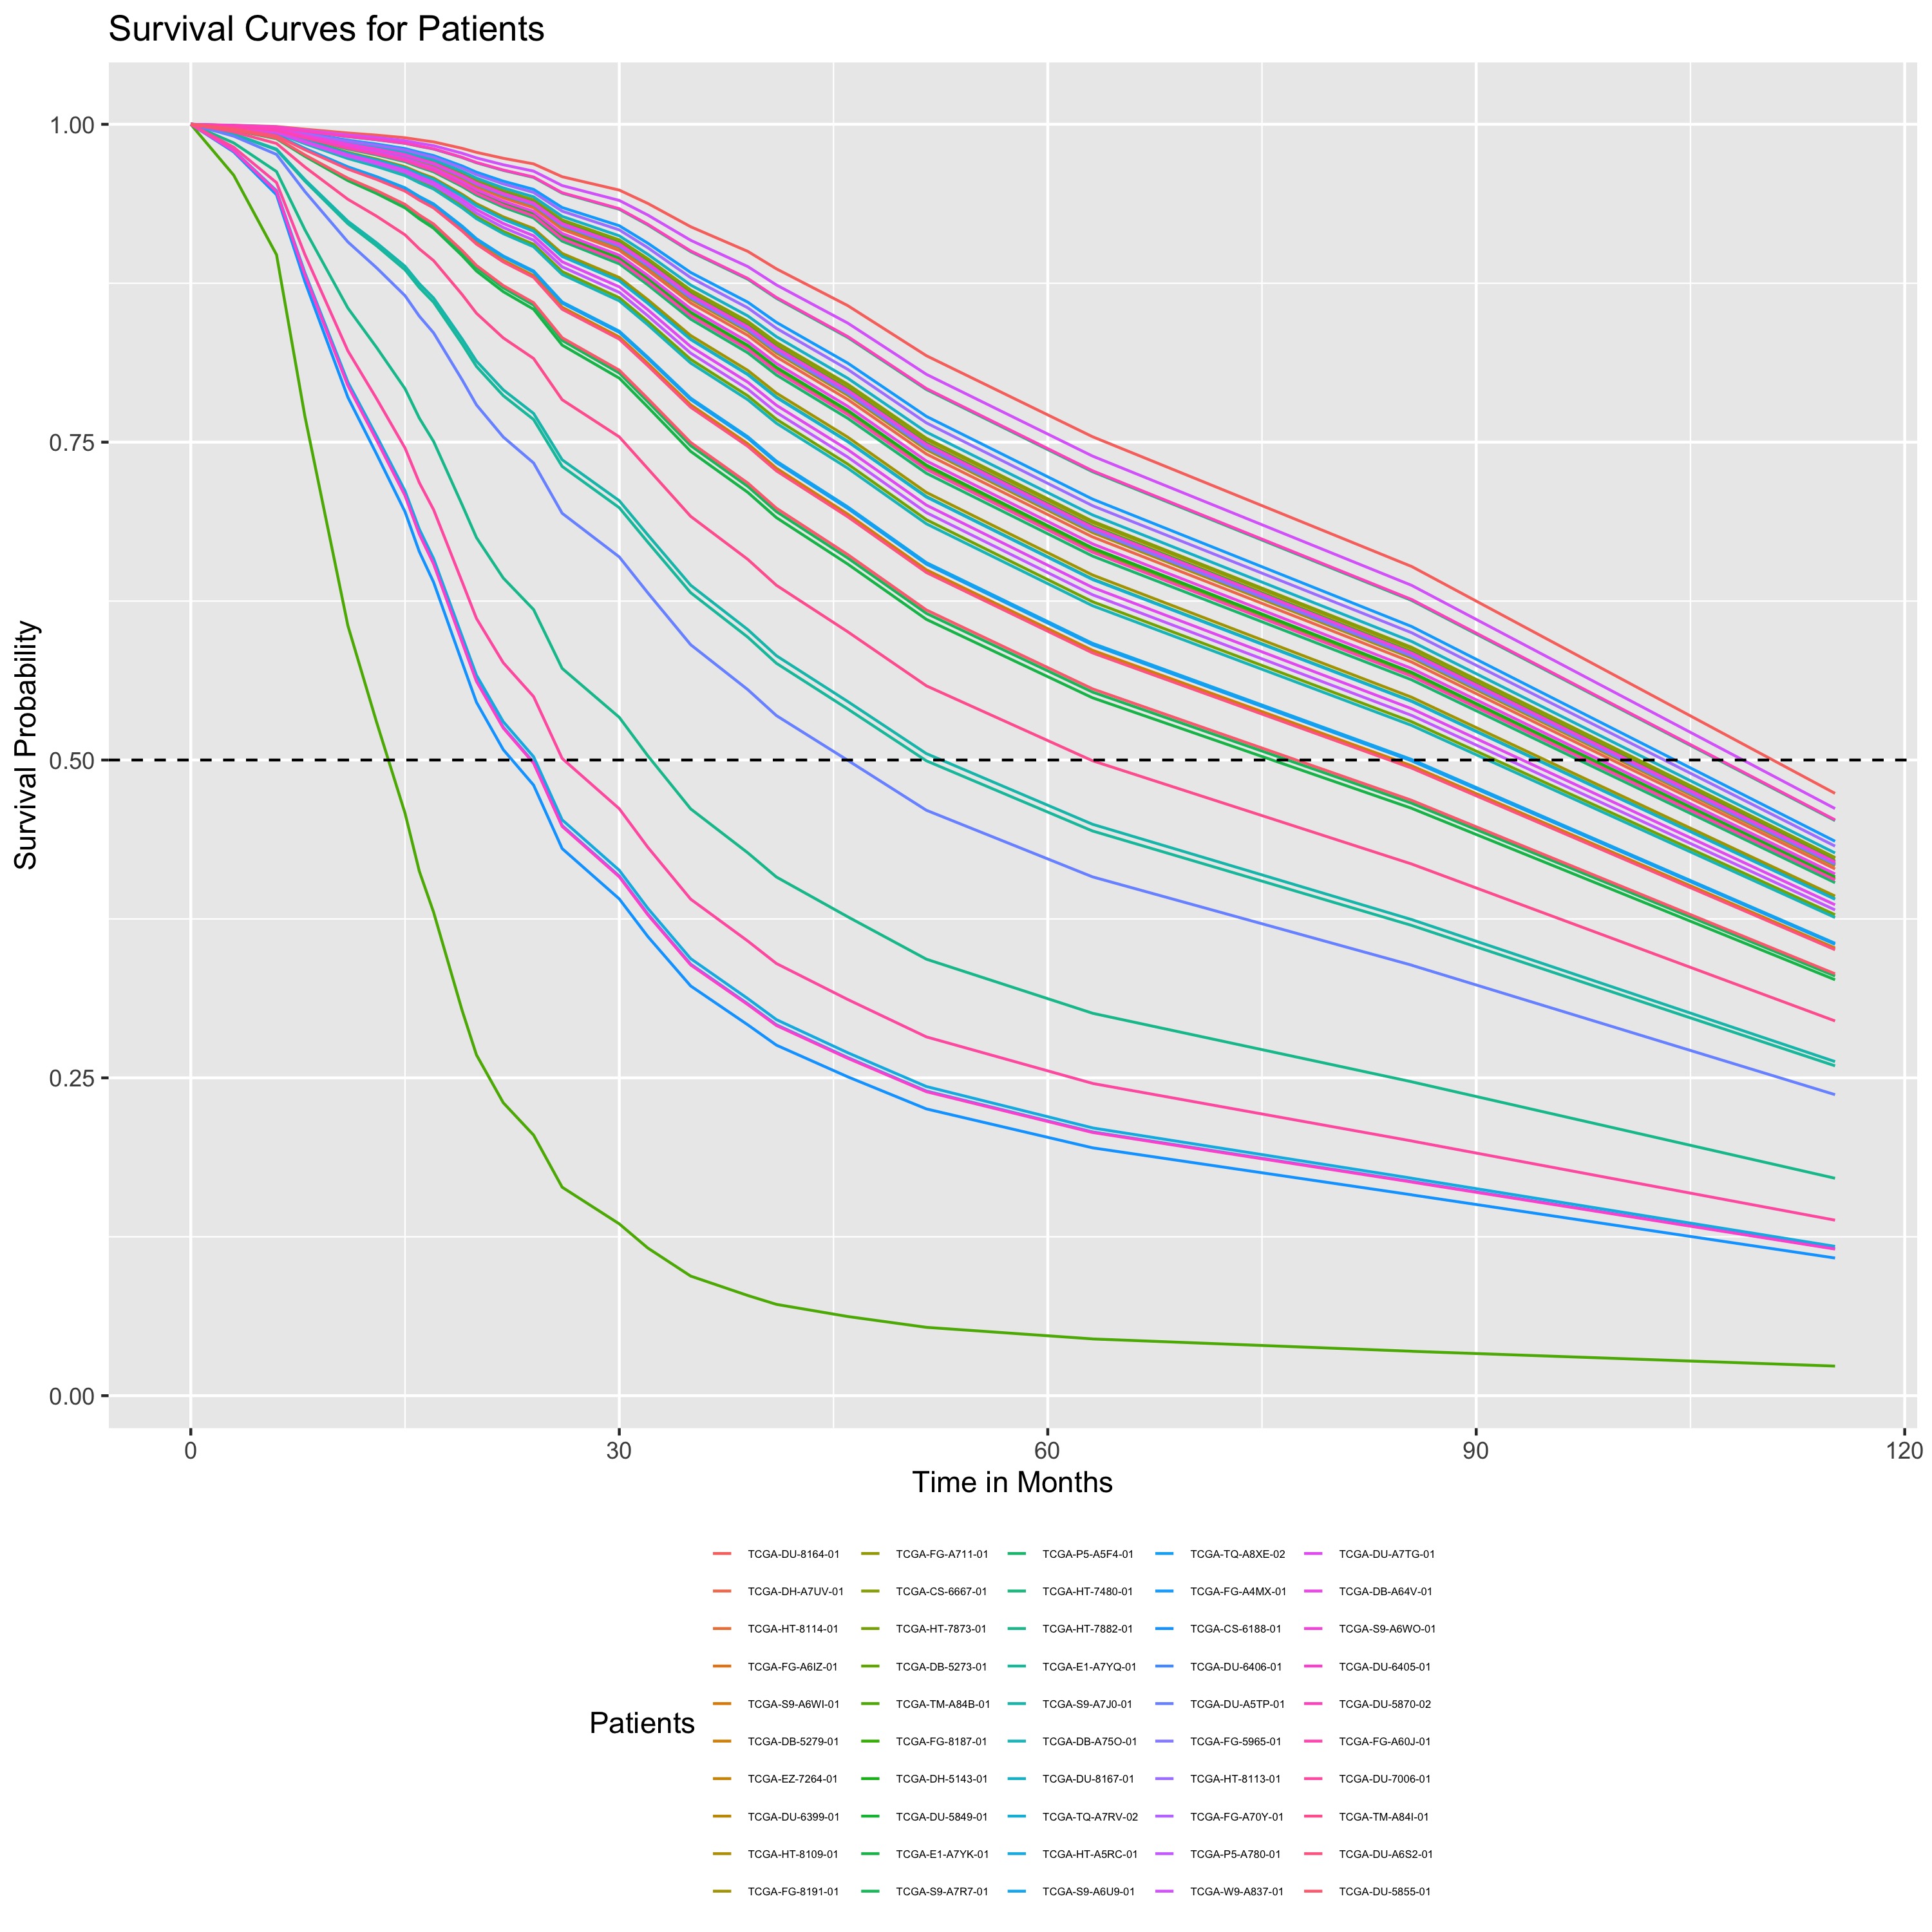 Survival Curves for Patients
1.00
0.75
0.50
0.25
0.00
Survival Probability
0 30 60 90 120
Time in Months
Patients
TCGA-DU-8164-01 TCGA-FG-A711-01 TCGA-P5-A5F4-01 TCGA-TQ-A8XE-02 TCGA-DU-A7TG-01
TCGA-DH-A7UV-01 TCGA-CS-6667-01 TCGA-HT-7480-01 TCGA-FG-A4MX-01 TCGA-DB-A64V-01
TCGA-HT-8114-01 TCGA-HT-7873-01 TCGA-HT-7882-01 TCGA-CS-6188-01 TCGA-S9-A6WO-01
TCGA-FG-A6IZ-01 TCGA-DB-5273-01 TCGA-E1-A7YQ-01 TCGA-DU-6406-01 TCGA-DU-6405-01
TCGA-S9-A6WI-01 TCGA-TM-A84B-01 TCGA-S9-A7J0-01 TCGA-DU-A5TP-01 TCGA-DU-5870-02
TCGA-DB-5279-01 TCGA-FG-8187-01 TCGA-DB-A75O-01 TCGA-FG-5965-01 TCGA-FG-A60J-01
TCGA-EZ-7264-01 TCGA-DH-5143-01 TCGA-DU-8167-01 TCGA-HT-8113-01 TCGA-DU-7006-01
TCGA-DU-6399-01 TCGA-DU-5849-01 TCGA-TQ-A7RV-02 TCGA-FG-A70Y-01 TCGA-TM-A84I-01
TCGA-HT-8109-01 TCGA-E1-A7YK-01 TCGA-HT-A5RC-01 TCGA-P5-A780-01 TCGA-DU-A6S2-01
TCGA-FG-8191-01 TCGA-S9-A7R7-01 TCGA-S9-A6U9-01 TCGA-W9-A837-01 TCGA-DU-5855-01